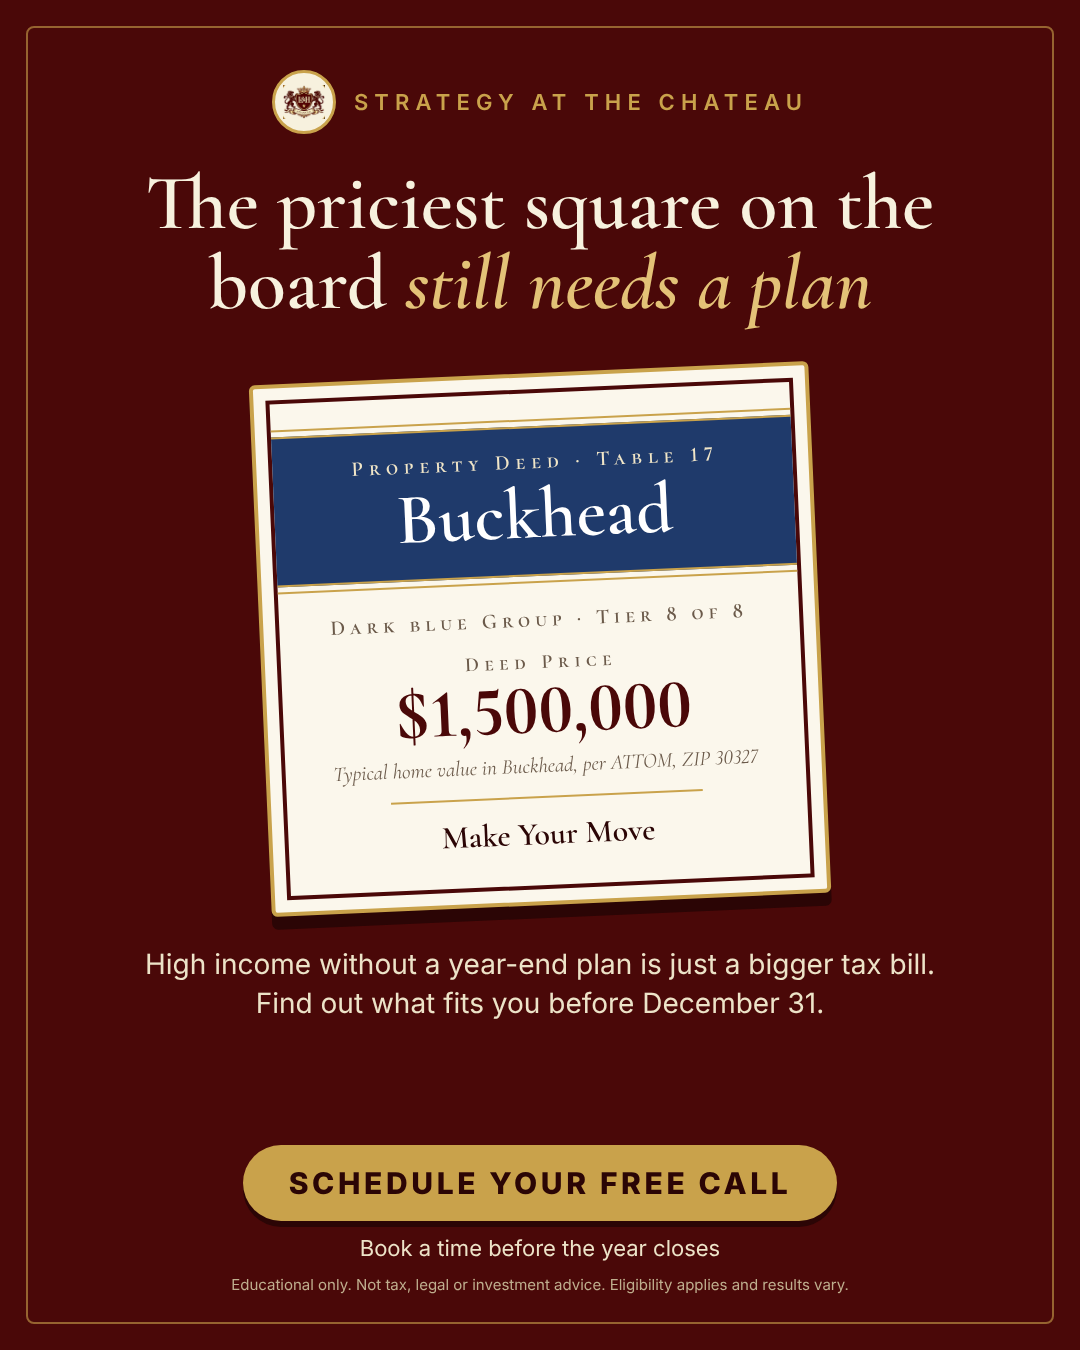 STRATEGY AT THE CHATEAU
The priciest square on the
board still needs a plan
Property Deed · Table 17
Buckhead
Dark blue Group · Tier 8 of 8
Deed Price
$1,500,000
Typical home value in Buckhead, per ATTOM, ZIP 30327
Make Your Move
High income without a year-end plan is just a bigger tax bill.
Find out what fits you before December 31.
SCHEDULE YOUR FREE CALL
Book a time before the year closes
Educational only. Not tax, legal or investment advice. Eligibility applies and results vary.